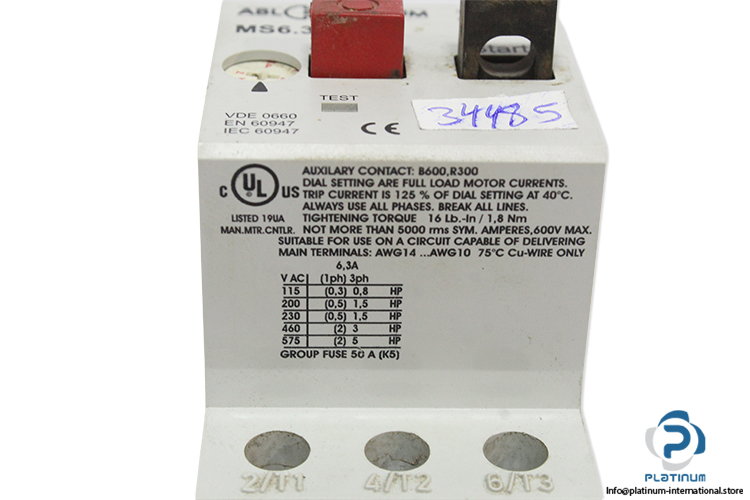 ABL UM
MS6.3
start
TEST
34485
VDE 0660
EN 60947
IEC 60947
CE
C UL US
LISTED 19UA
MAN.MTR.CNTLR.
AUXILARY CONTACT: B600,R300
DIAL SETTING ARE FULL LOAD MOTOR CURRENTS.
TRIP CURRENT IS 125 % OF DIAL SETTING AT 40°C.
ALWAYS USE ALL PHASES. BREAK ALL LINES.
TIGHTENING TORQUE 16 Lb.-In / 1,8 Nm
NOT MORE THAN 5000 rms SYM. AMPERES,600V MAX.
SUITABLE FOR USE ON A CIRCUIT CAPABLE OF DELIVERING
MAIN TERMINALS: AWG14 ...AWG10 75°C Cu-WIRE ONLY
6,3A
V AC (1ph) 3ph
115 (0,3) 0,8 HP
200 (0,5) 1,5 HP
230 (0,5) 1,5 HP
460 (2) 3 HP
575 (2) 5 HP
GROUP FUSE 50 A (K5)
2/T1 4/T2 6/T3
PLATINUM
INTERNATIONAL
Info@platinum-international.store